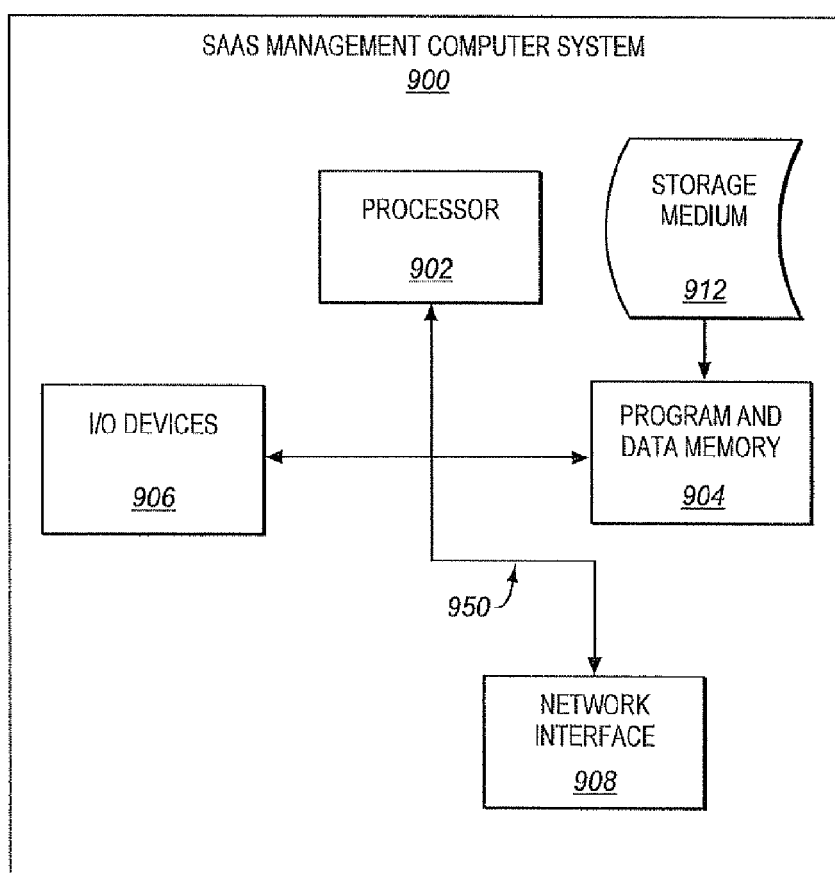 SAAS MANAGEMENT COMPUTER SYSTEM
900
PROCESSOR
902
STORAGE
MEDIUM
912
I/O DEVICES
906
PROGRAM AND
DATA MEMORY
904
950
NETWORK
INTERFACE
908